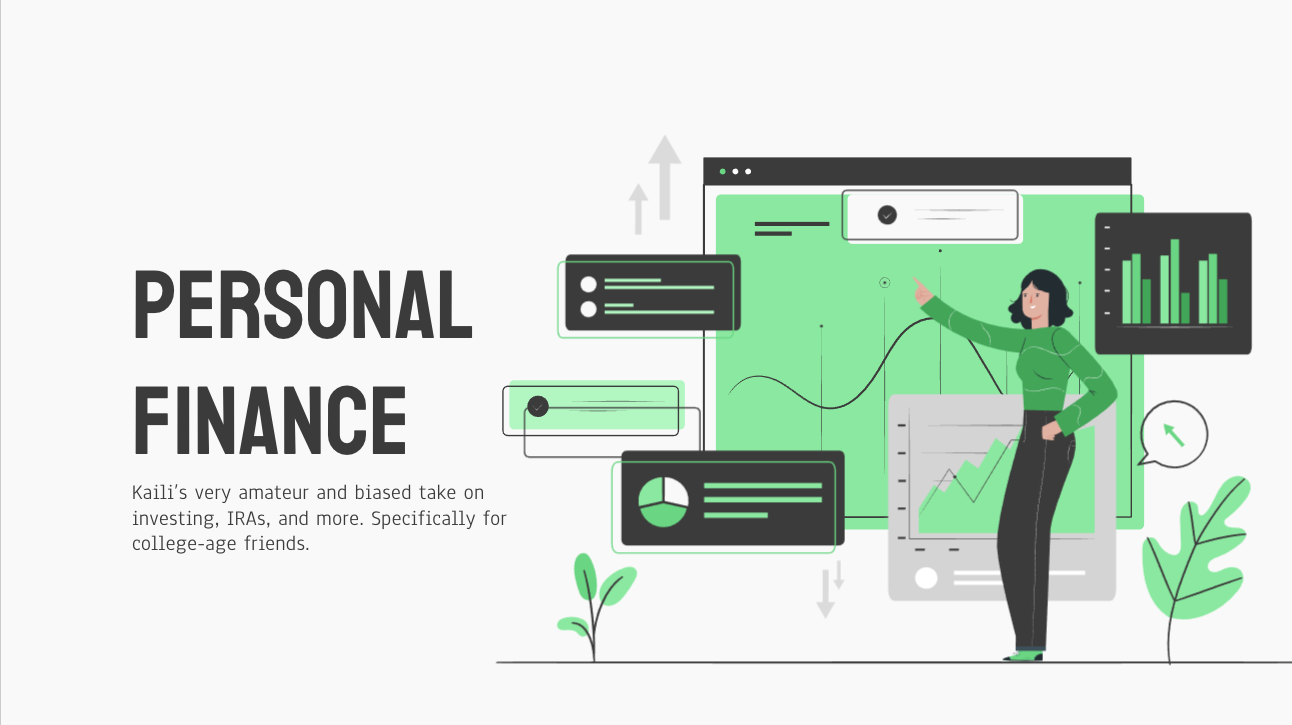 PERSONAL
FINANCE
Kaili's very amateur and biased take on
investing, IRAs, and more. Specifically for
college-age friends.